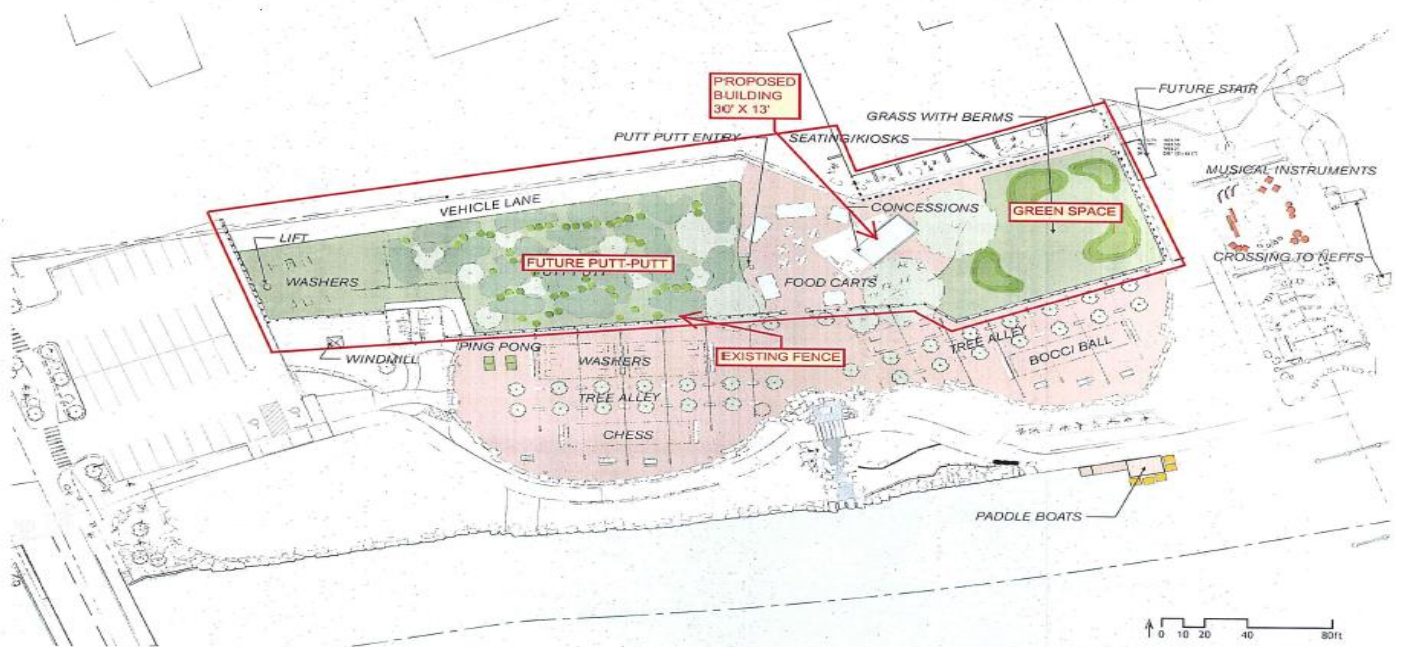 PROPOSED
BUILDING
30' X 13'
FUTURE STAIR
GRASS WITH BERMS
PUTT PUTT ENTRY
SEATING/KIOSKS
MUSICAL INSTRUMENTS
VEHICLE LANE
CONCESSIONS
GREEN SPACE
LIFT
CROSSING TO NEFFS
FUTURE PUTT-PUTT
WASHERS
FOOD CARTS
PING PONG
WINDMILL
WASHERS
EXISTING FENCE
TREE ALLEY
BOCCI BALL
TREE ALLEY
CHESS
PADDLE BOATS
0 10 20 40 80ft